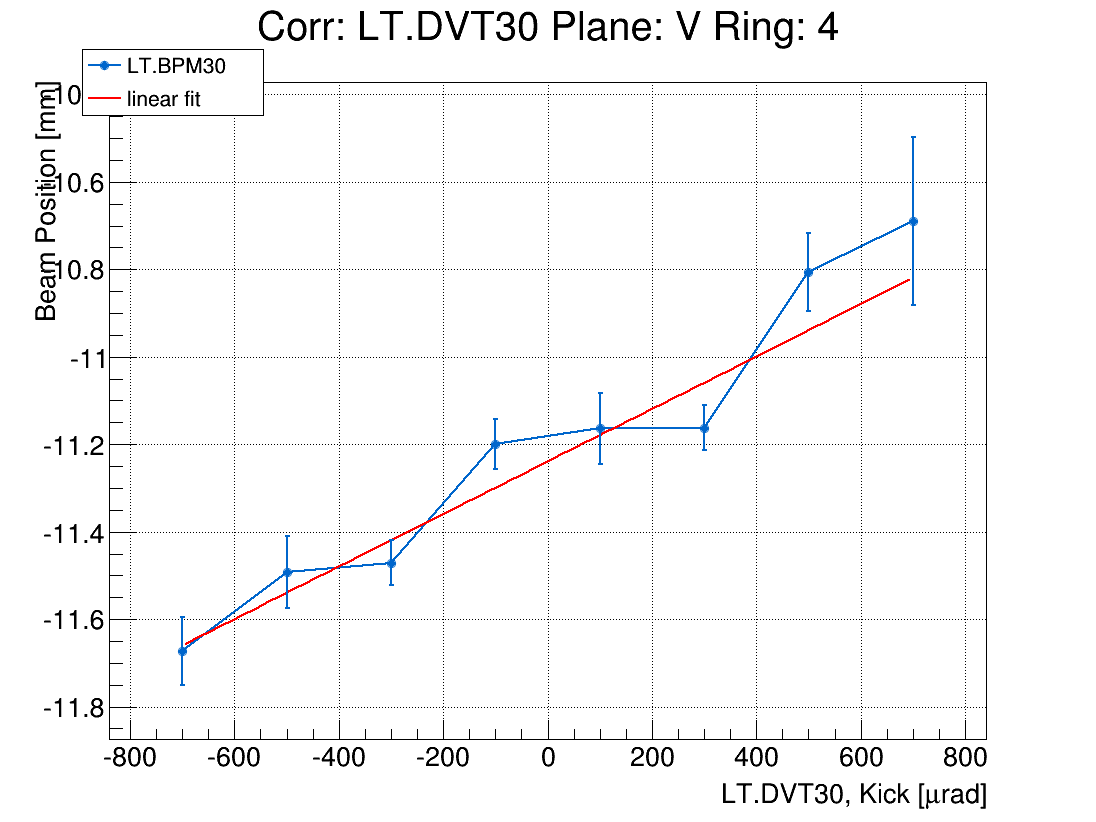 Corr: LT.DVT30 Plane: V Ring: 4
LT.BPM30
linear fit
Beam Position [mm]
10.6
10.8
-11
-11.2
-11.4
-11.6
-11.8
-800 -600 -400 -200 0 200 400 600 800
LT.DVT30, Kick [μrad]